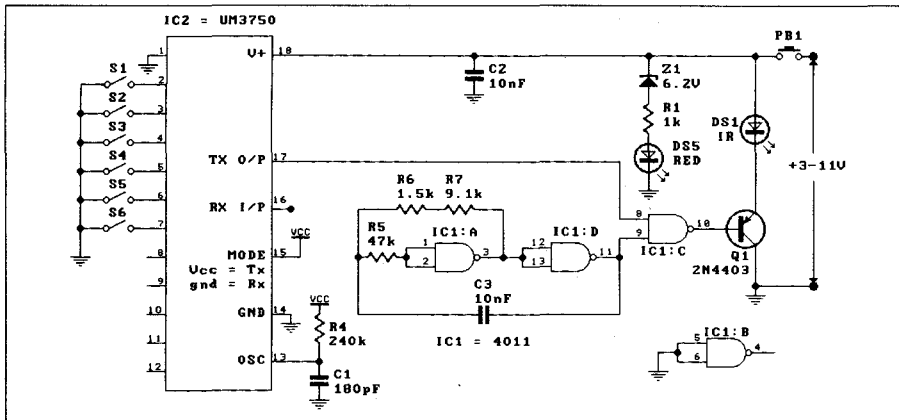 IC2 = UM3750
PB1
1
V+
18
S1
2
C2
10nF
Z1
6.2V
S2
3
R1
1k
DS1
IR
S3
4
DS5
RED
+3-11V
S4
5
TX O/P
17
S5
6
RX I/P
16
R6
1.5k
R7
9.1k
8
9
10
IC1:C
S6
7
R5
47k
IC1:A
1
2
3
IC1:D
12
13
11
Q1
2N4403
8
MODE
15
VCC
Vcc = Tx
gnd = Rx
9
C3
10nF
10
GND
14
VCC
R4
240k
IC1 = 4011
IC1:B
5
6
4
11
OSC
13
12
C1
180pF